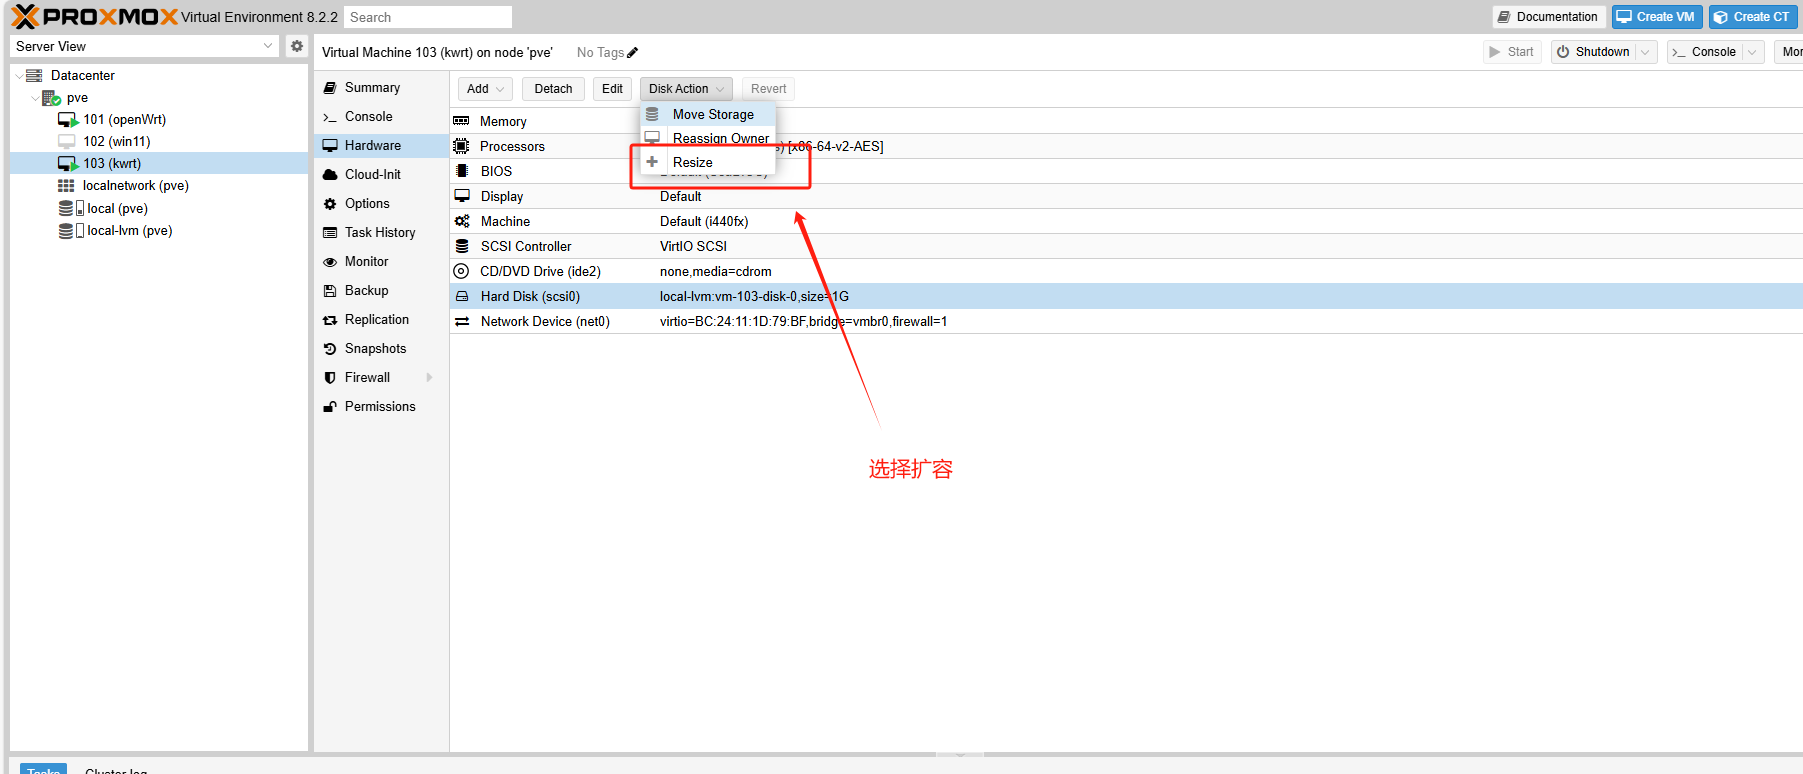 PROXMOX Virtual Environment 8.2.2 Search Documentation Create VM Create CT
Server View
Virtual Machine 103 (kwrt) on node 'pve' No Tags Start Shutdown Console Mor
Datacenter
pve
101 (openWrt)
102 (win11)
103 (kwrt)
localnetwork (pve)
local (pve)
local-lvm (pve)
Summary
Console
Hardware
Cloud-Init
Options
Task History
Monitor
Backup
Replication
Snapshots
Firewall
Permissions
Add Detach Edit Disk Action Revert
Move Storage
Reassign Owner
Resize
Memory
Processors s) [x86-64-v2-AES]
BIOS
Display Default
Machine Default (i440fx)
SCSI Controller VirtIO SCSI
CD/DVD Drive (ide2) none,media=cdrom
Hard Disk (scsi0) local-lvm:vm-103-disk-0,size=1G
Network Device (net0) virtio=BC:24:11:1D:79:BF,bridge=vmbr0,firewall=1
选择扩容
Tasks Cluster log